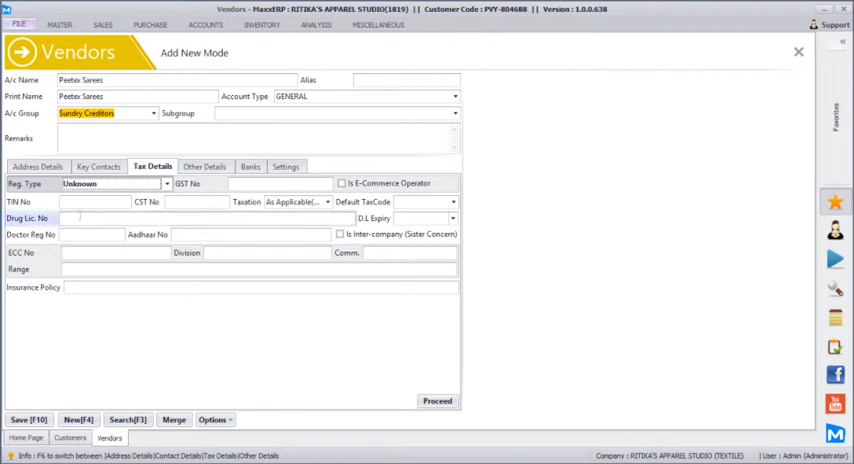 Vendors - MaxxERP : RITIKA'S APPAREL STUDIO(1819) || Customer Code : PVY-804688 || Version : 1.0.0.638
FILE MASTER SALES PURCHASE ACCOUNTS INVENTORY ANALYSIS MISCELLANEOUS Support
Vendors Add New Mode
A/c Name Peetex Sarees Alias
Print Name Peetex Sarees Account Type GENERAL
A/c Group Sundry Creditors Subgroup
Remarks
Favorites
Address Details Key Contacts Tax Details Other Details Banks Settings
Reg. Type Unknown GST No Is E-Commerce Operator
TIN No CST No Taxation As Applicable(... Default TaxCode
Drug Lic. No D.L Expiry
Doctor Reg No Aadhaar No Is Inter-company (Sister Concern)
ECC No Division Comm.
Range
Insurance Policy
Proceed
Save [F10] New[F4] Search[F3] Merge Options
Home Page Customers Vendors
Info : F6 to switch between |Address Details|Contact Details|Tax Details|Other Details Company : RITIKA'S APPAREL STUDIO (TEXTILE) User : Admin (Administrator)
You Tube